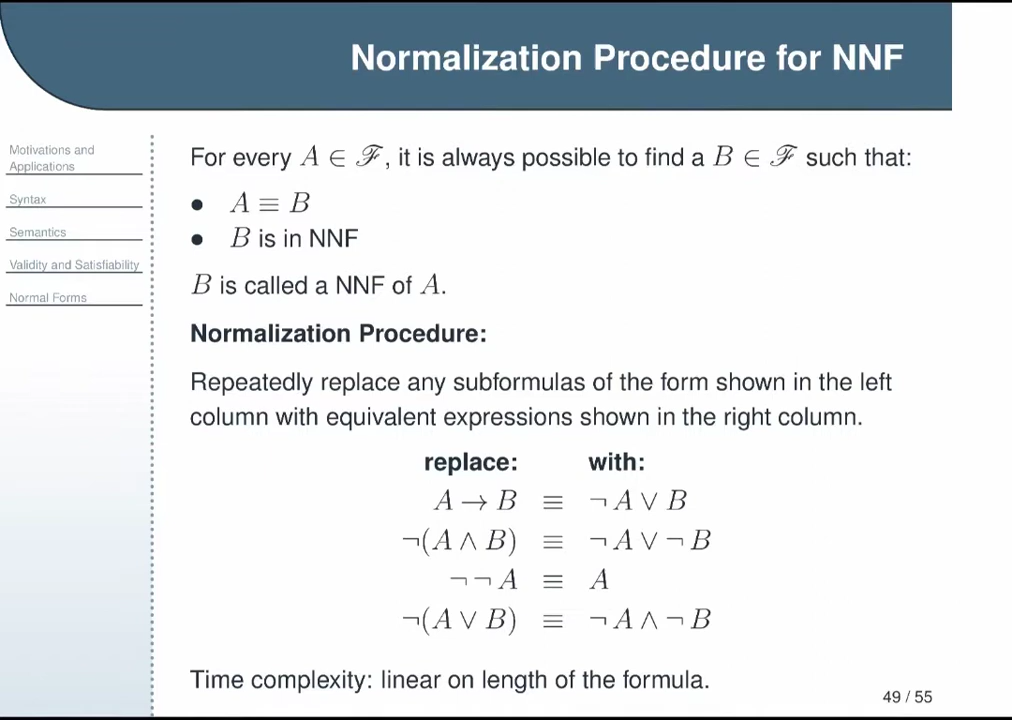 Normalization Procedure for NNF
Motivations and
Applications
Syntax
Semantics
Validity and Satisfiability
Normal Forms
For every A ∈ ℱ, it is always possible to find a B ∈ ℱ such that:
● A ≡ B
● B is in NNF
B is called a NNF of A.
Normalization Procedure:
Repeatedly replace any subformulas of the form shown in the left
column with equivalent expressions shown in the right column.
replace: with:
A → B ≡ ¬ A ∨ B
¬(A ∧ B) ≡ ¬ A ∨ ¬ B
¬ ¬ A ≡ A
¬(A ∨ B) ≡ ¬ A ∧ ¬ B
Time complexity: linear on length of the formula.
49 / 55